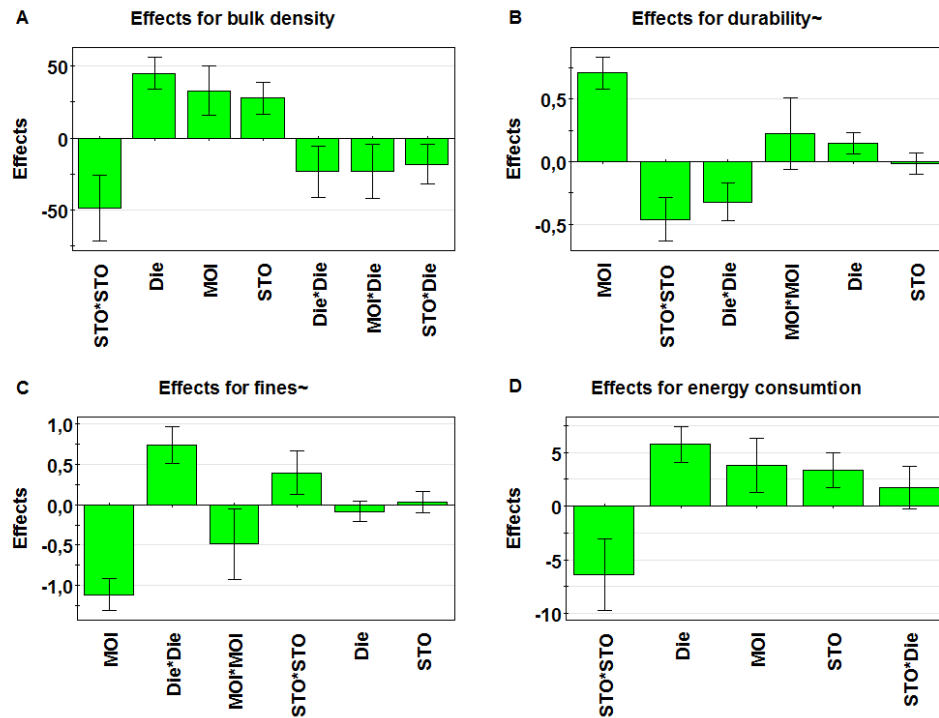 A Effects for bulk density
Effects
50
0
-50
STO*STO
Die
MOI
STO
Die*Die
MOI*Die
STO*Die
B Effects for durability~
Effects
0,5
0,0
-0,5
MOI
STO*STO
Die*Die
MOI*MOI
Die
STO
C Effects for fines~
Effects
1,0
0,5
0,0
-0,5
-1,0
MOI
Die*Die
MOI*MOI
STO*STO
Die
STO
D Effects for energy consumtion
Effects
5
0
-5
-10
STO*STO
Die
MOI
STO
STO*Die